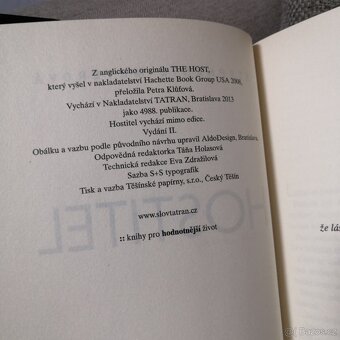 Z anglického originálu THE HOST,
který vyšel v nakladatelství Hachette Book Group USA 2008,
přeložila Petra Klůfová.
Vychází v Nakladatelství TATRAN, Bratislava 2013
jako 4988. publikace.
Hostitel vychází mimo edice.
Vydání II.
Obálku a vazbu podle původního návrhu upravil AldoDesign, Bratislava.
Odpovědná redaktorka Táňa Holasová
Technická redakce Eva Zdražilová
Sazba S+S typografik
Tisk a vazba Těšínské papírny, s.r.o., Český Těšín
www.slovtatran.cz
:: knihy pro hodnotnější život
HOSTITEL
že lás